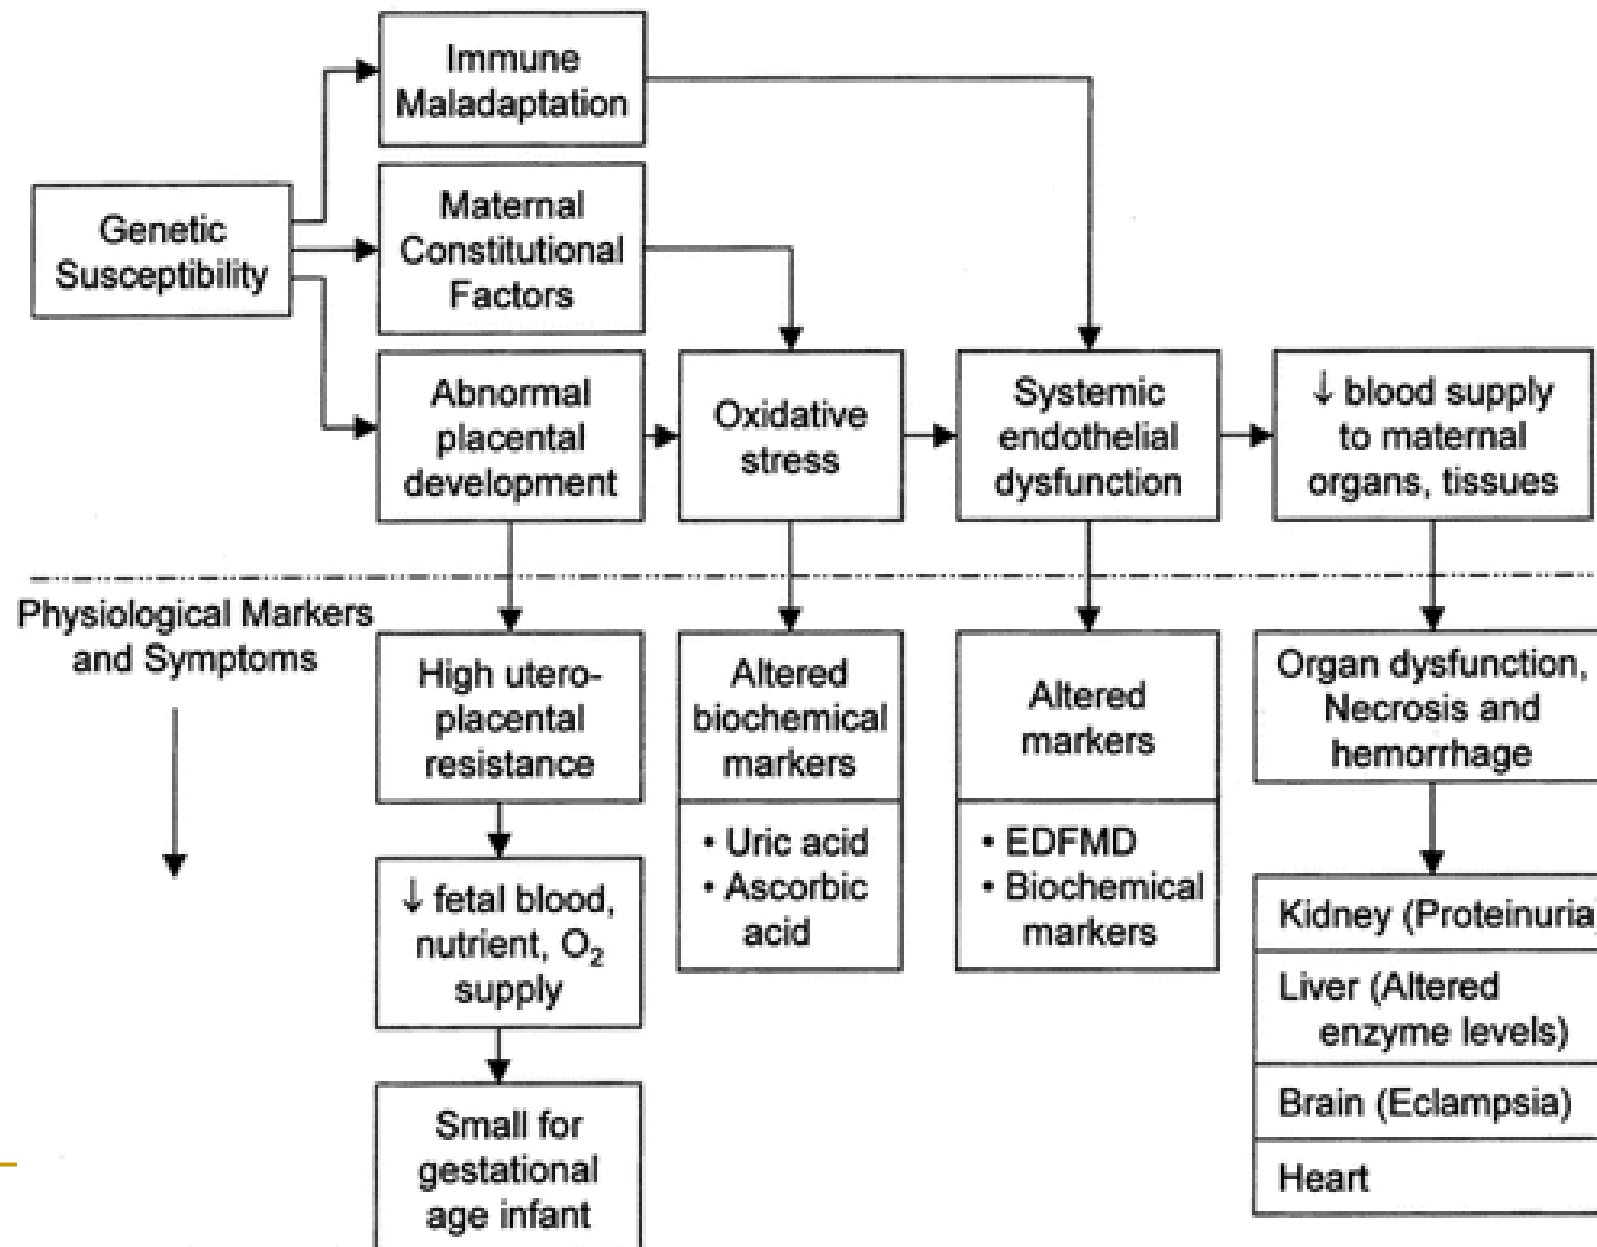 Immune
Maladaptation
Genetic
Susceptibility
Maternal
Constitutional
Factors
Abnormal
placental
development
Oxidative
stress
Systemic
endothelial
dysfunction
↓ blood supply
to maternal
organs, tissues
Physiological Markers
and Symptoms
High utero-
placental
resistance
Altered
biochemical
markers
• Uric acid
• Ascorbic
acid
Altered
markers
• EDFMD
• Biochemical
markers
Organ dysfunction,
Necrosis and
hemorrhage
↓ fetal blood,
nutrient, O₂
supply
Kidney (Proteinuria)
Liver (Altered
enzyme levels)
Brain (Eclampsia)
Heart
Small for
gestational
age infant